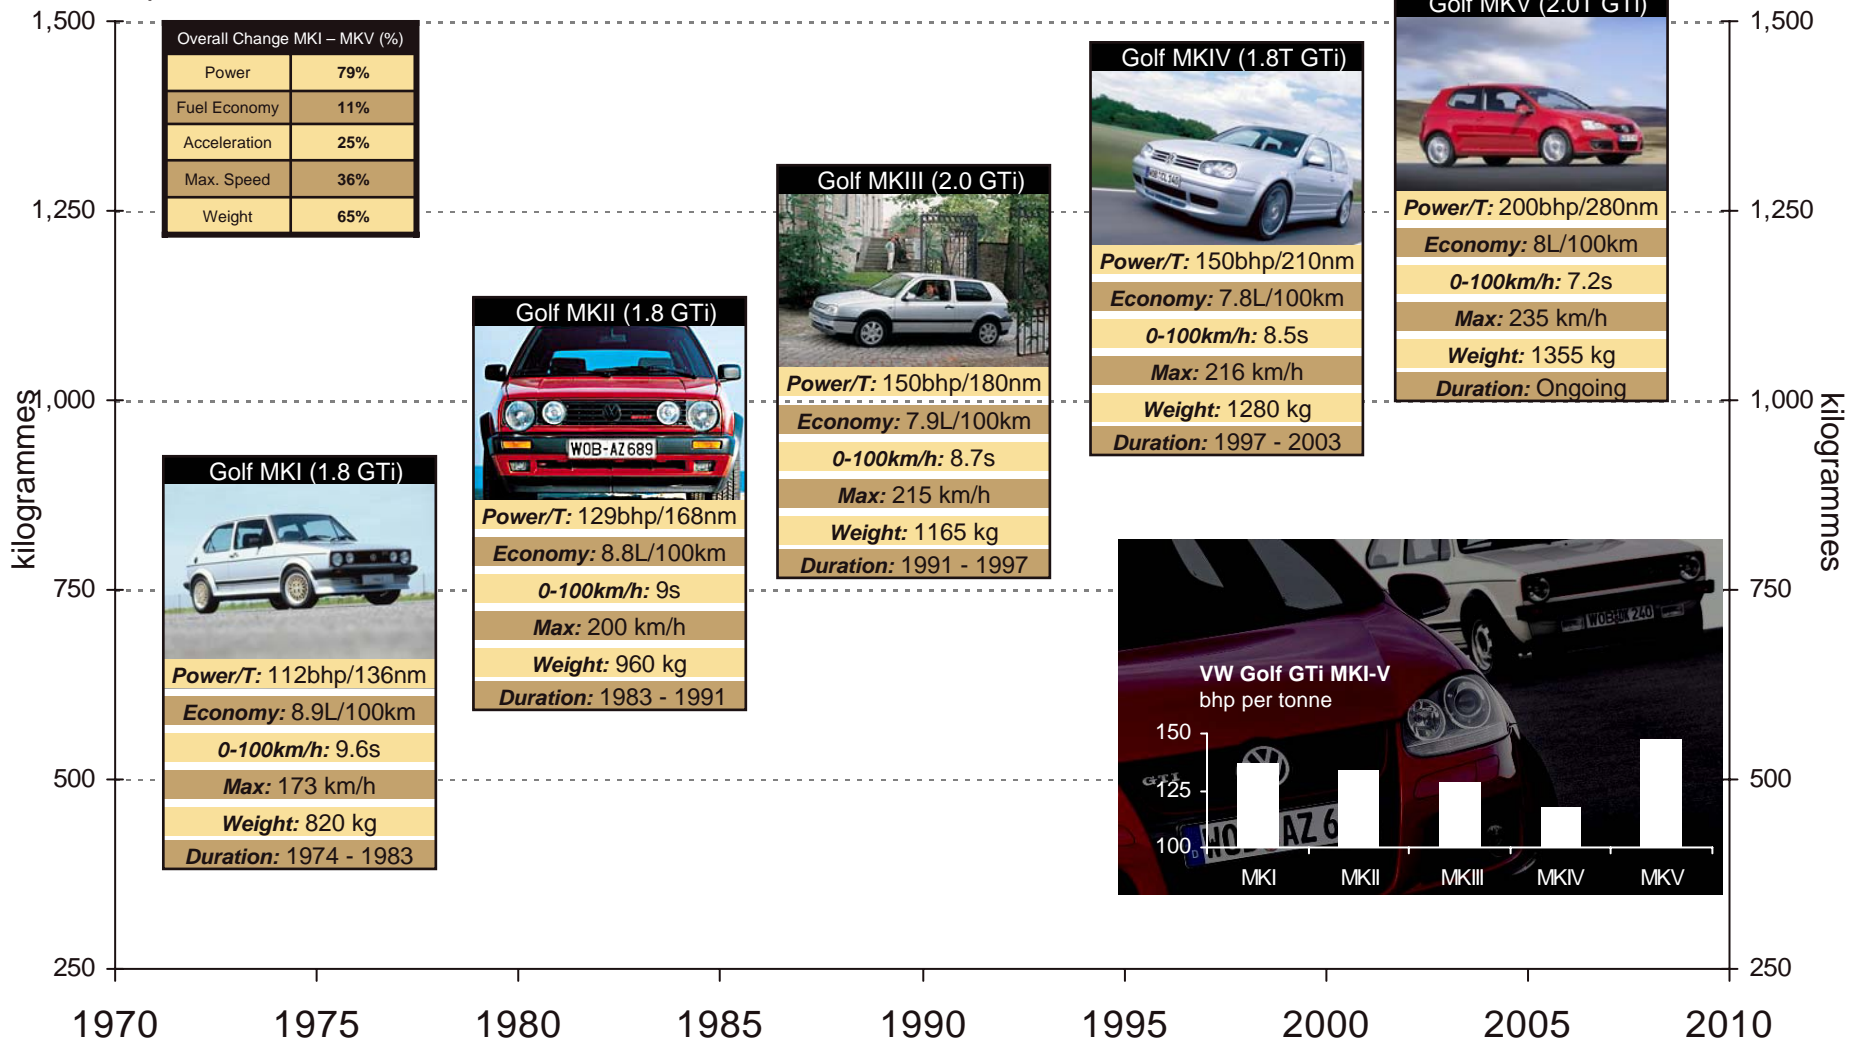 Golf MKV (2.0T GTi)
1,500
1,500
Overall Change MKI – MKV (%)
Power 79%
Fuel Economy 11%
Acceleration 25%
Max. Speed 36%
Weight 65%
Golf MKIV (1.8T GTi)
Power/T: 150bhp/210nm
Economy: 7.8L/100km
0-100km/h: 8.5s
Max: 216 km/h
Weight: 1280 kg
Duration: 1997 - 2003
Power/T: 200bhp/280nm
Economy: 8L/100km
0-100km/h: 7.2s
Max: 235 km/h
Weight: 1355 kg
Duration: Ongoing
Golf MKIII (2.0 GTi)
Power/T: 150bhp/180nm
Economy: 7.9L/100km
0-100km/h: 8.7s
Max: 215 km/h
Weight: 1165 kg
Duration: 1991 - 1997
1,250
1,250
Golf MKII (1.8 GTi)
WOB-AZ 689
Power/T: 129bhp/168nm
Economy: 8.8L/100km
0-100km/h: 9s
Max: 200 km/h
Weight: 960 kg
Duration: 1983 - 1991
1,000
1,000
kilogrammes
kilogrammes
Golf MKI (1.8 GTi)
Power/T: 112bhp/136nm
Economy: 8.9L/100km
0-100km/h: 9.6s
Max: 173 km/h
Weight: 820 kg
Duration: 1974 - 1983
750
750
VW Golf GTi MKI-V
bhp per tonne
150
125
100
GTI
AZ 6
MKI MKII MKIII MKIV MKV
500
500
250
250
1970 1975 1980 1985 1990 1995 2000 2005 2010